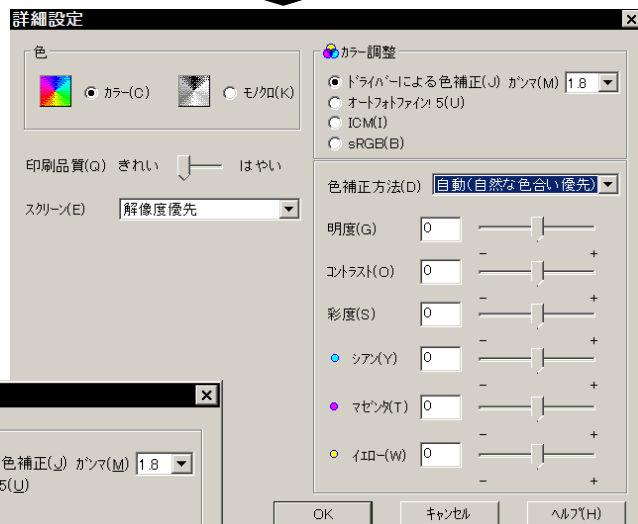 詳細設定
色
カラー(C) モノクロ(K)
印刷品質(Q) きれい はやい
スクリーン(E) 解像度優先
カラー調整
ドライバーによる色補正(J) ガンマ(M) 1.8
オートフォトファイン! 5(U)
ICM(I)
sRGB(B)
色補正方法(D) 自動(自然な色合い優先)
明度(G) 0
- +
コントラスト(O) 0
- +
彩度(S) 0
- +
シアン(Y) 0
- +
マゼンタ(T) 0
- +
イエロー(W) 0
- +
OK キャンセル ヘルプ(H)
色補正(J) ガンマ(M) 1.8
5(U)